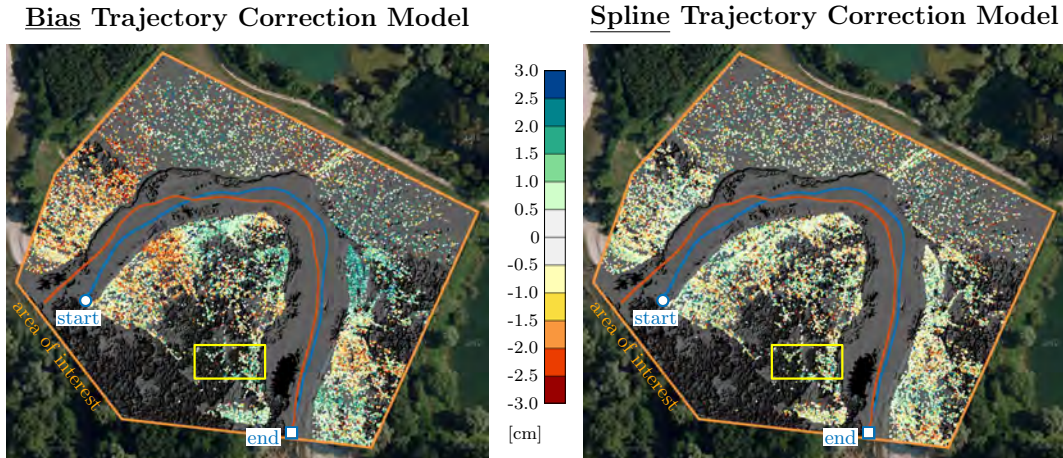 Bias Trajectory Correction Model
Spline Trajectory Correction Model
start
area of interest
end
3.0
2.5
2.0
1.5
1.0
0.5
0
-0.5
-1.0
-1.5
-2.0
-2.5
-3.0
[cm]
start
area of interest
end